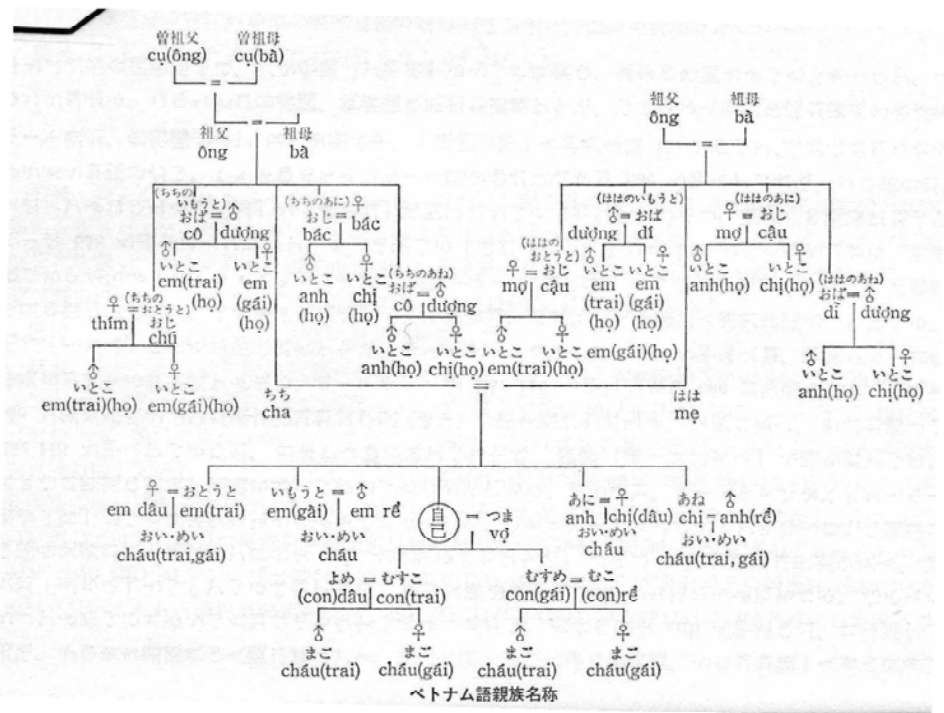 曽祖父 曽祖母
cụ(ông) cụ(bà)
=
祖父 祖母
= 
ông bà
祖父 祖母
ông bà
=
(ちちの
いもうと)
おば=♂
cô dượng
♂ ♀
いとこ いとこ
em(trai) em
(họ) (gái)
(họ)
(ちちのあに)♀
おじ=
bác bác
♂ ♀
いとこ いとこ
anh chị
(họ) (họ)
♀ (ちちの
=おとうと)
おじ
thím chú
♂ ♀
いとこ いとこ
em(trai)(họ) em(gái)(họ)
(ちちのあね)
おば=♂
cô dượng
♂ ♀
いとこ いとこ
anh(họ) chị(họ)
(ははの
おとうと)
♀=おじ
mợ cậu
♂ ♀
いとこ いとこ
em(trai)(họ) em(gái)(họ)
(ははのいもうと)
♂=おば
dượng dí
♂ ♀
いとこ いとこ
em em
(trai) (gái)
(họ) (họ)
(ははのあに)
♀=おじ
mợ cậu
♂ ♀
いとこ いとこ
anh(họ) chị(họ)
(ははのあね)
おば=♂
dì dượng
♂ ♀
いとこ いとこ
anh(họ) chị(họ)
ちち はは
cha mẹ
=
♀=おとうと
em dâu em(trai)
おい・めい
cháu(trai,gái)
いもうと=♂
em(gái) em rể
おい・めい
cháu
自己 = つま
vợ
あに=♀
anh chị(dâu)
おい・めい
cháu
あね ♂
chị = anh(rể)
おい・めい
cháu(trai, gái)
よめ=むすこ
(con)dâu con(trai)
♂ ♀
まご まご
cháu(trai) cháu(gái)
むすめ=むこ
con(gái) (con)rể
♂ ♀
まご まご
cháu(trai) cháu(gái)
ベトナム語親族名称